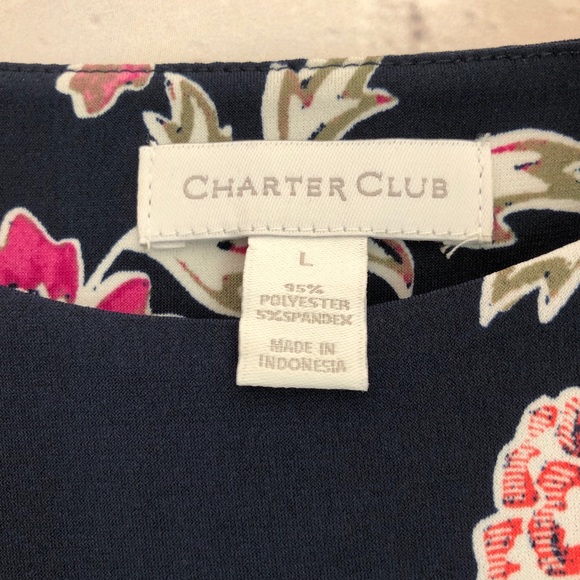 CHARTER CLUB
L
95%
POLYESTER
5%SPANDEX
MADE IN
INDONESIA